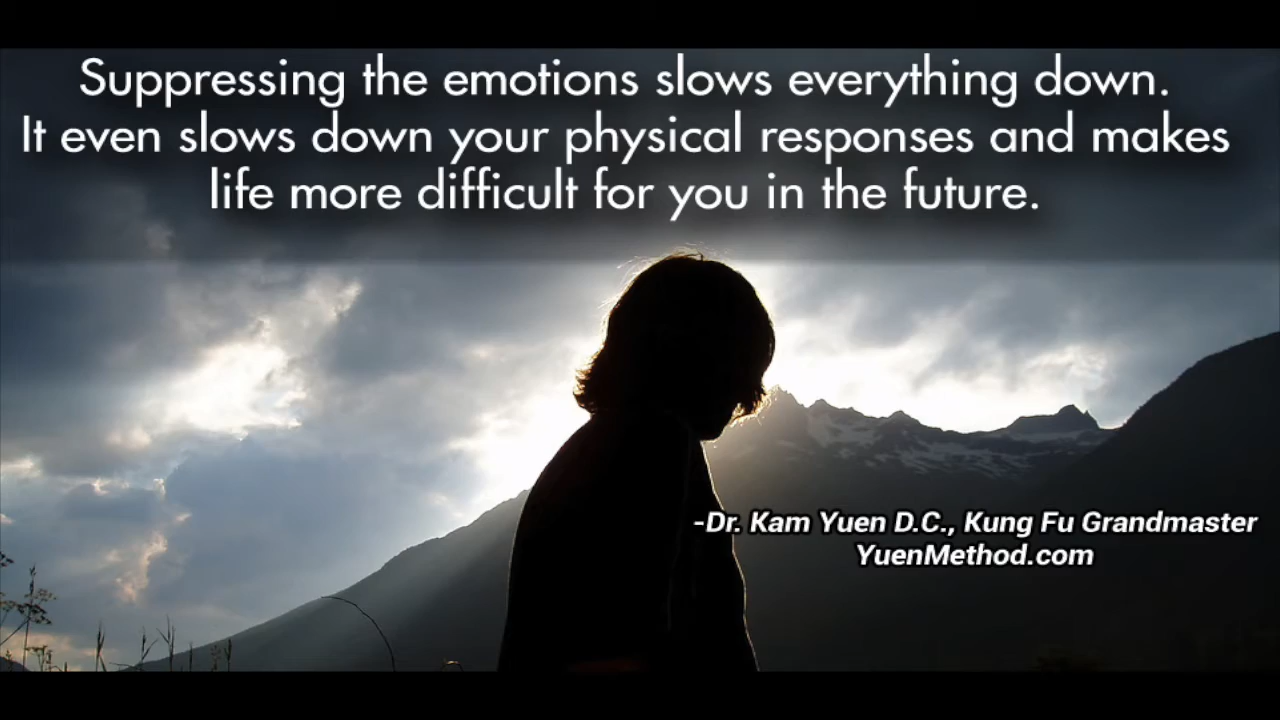 Suppressing the emotions slows everything down.
It even slows down your physical responses and makes
life more difficult for you in the future.
-Dr. Kam Yuen D.C., Kung Fu Grandmaster
YuenMethod.com